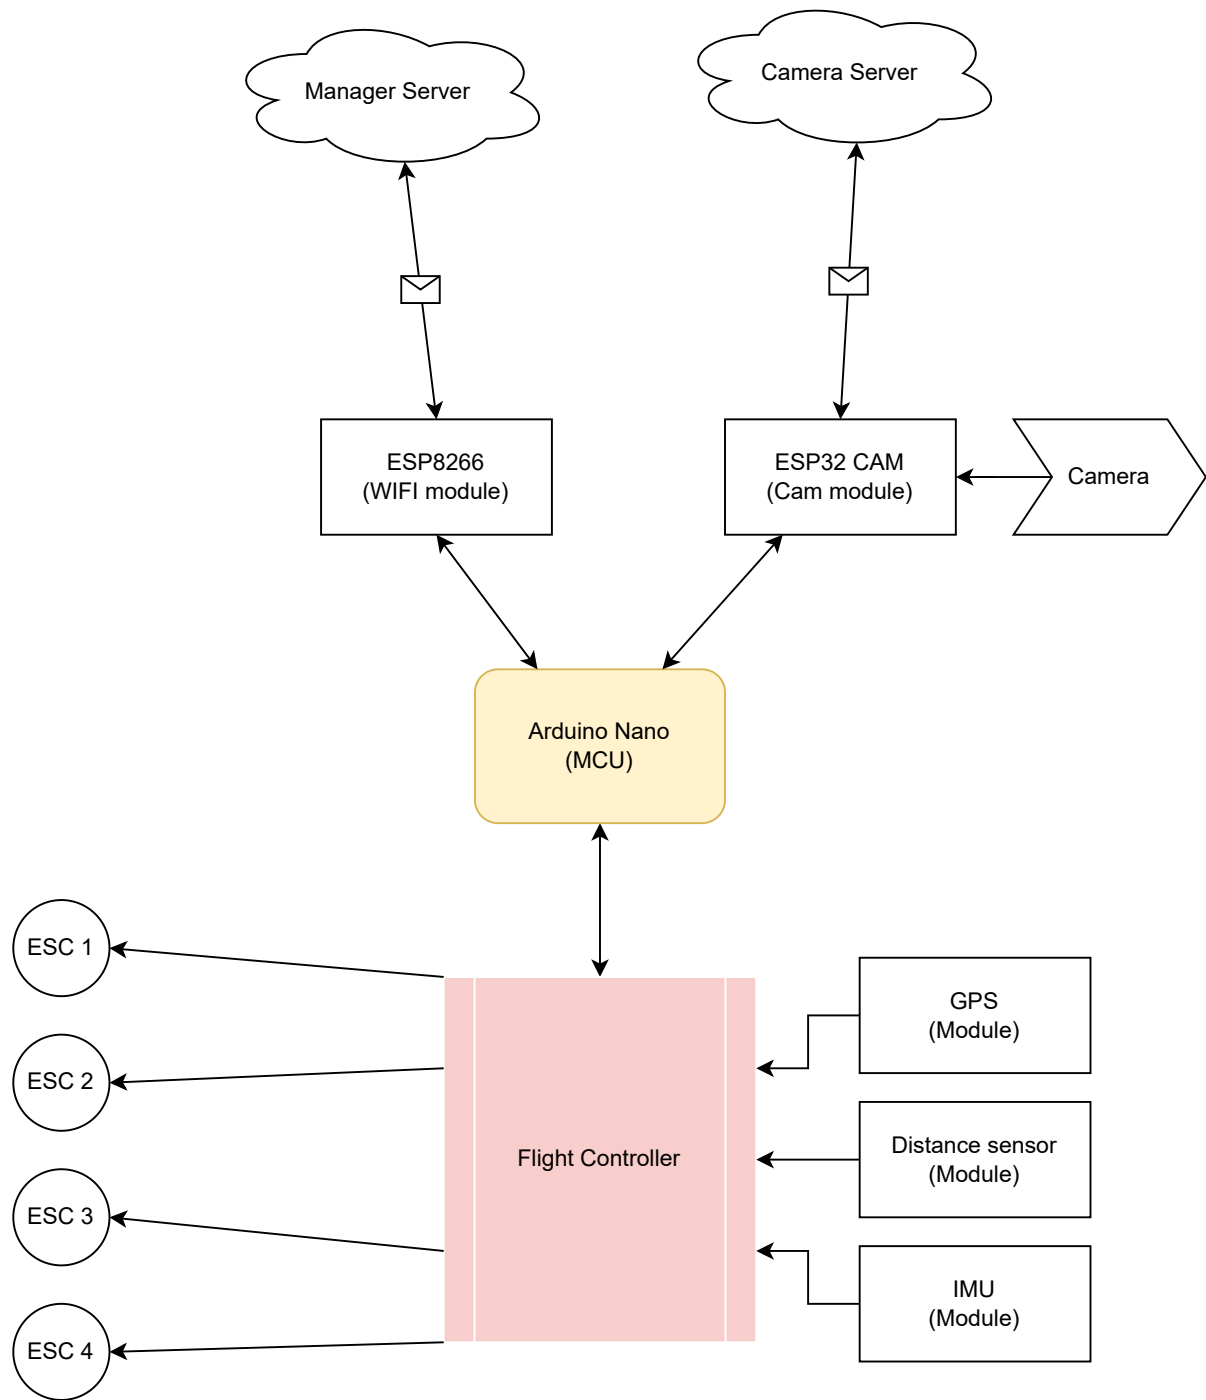 Manager Server
Camera Server
ESP8266
(WIFI module)
ESP32 CAM
(Cam module)
Camera
Arduino Nano
(MCU)
ESC 1
ESC 2
ESC 3
ESC 4
Flight Controller
GPS
(Module)
Distance sensor
(Module)
IMU
(Module)